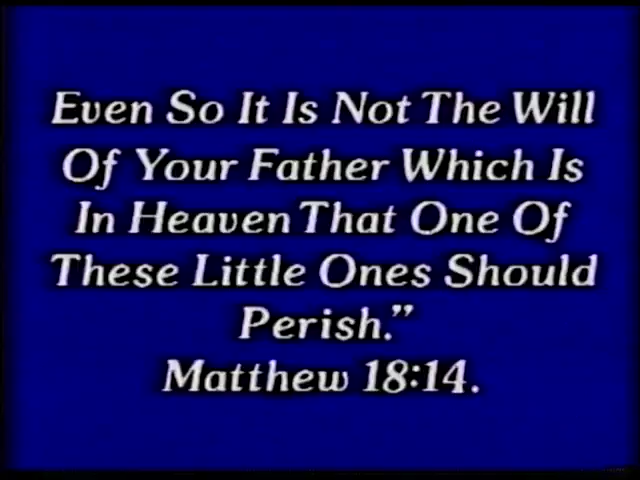 Even So It Is Not The Will
Of Your Father Which Is
In Heaven That One Of
These Little Ones Should
Perish.”
Matthew 18:14.